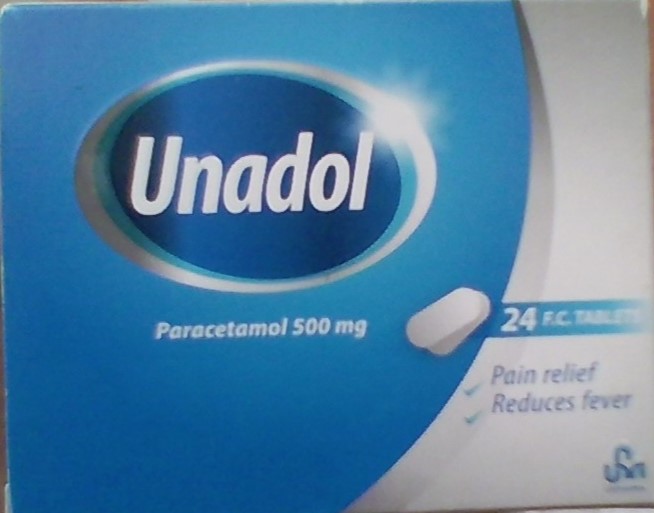 Unadol
Paracetamol 500 mg
24 F.C. TABLETS
Pain relief
Reduces fever